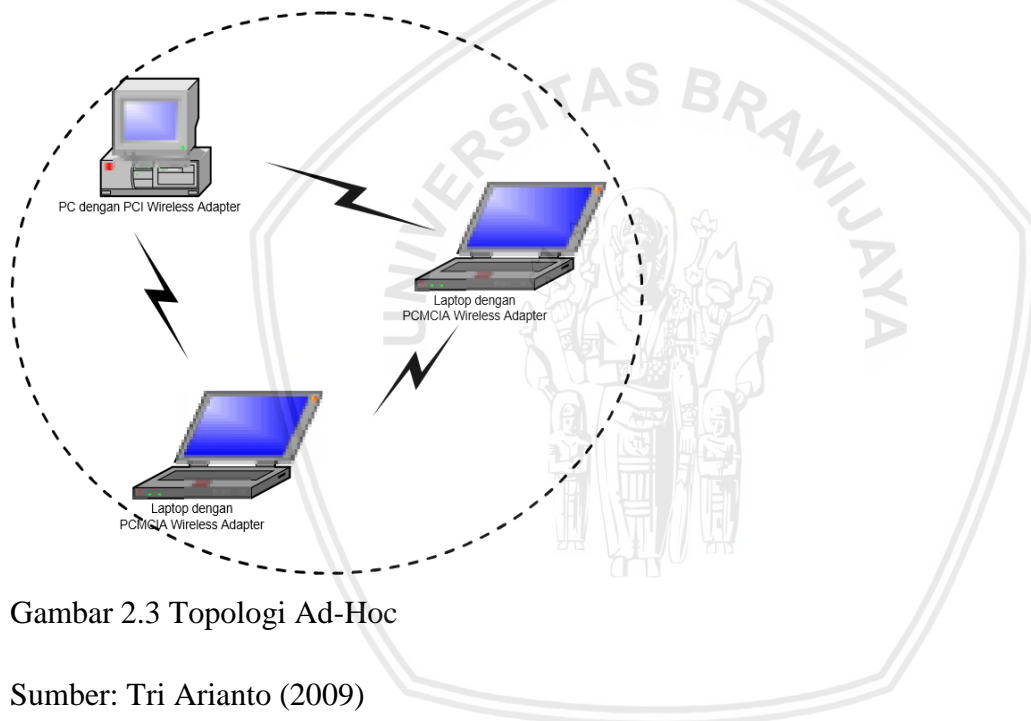 UNIVERSITAS BRAWIJAYA
PC dengan PCI Wireless Adapter
Laptop dengan
PCMCIA Wireless Adapter
Laptop dengan
PCMCIA Wireless Adapter
Gambar 2.3 Topologi Ad-Hoc
Sumber: Tri Arianto (2009)